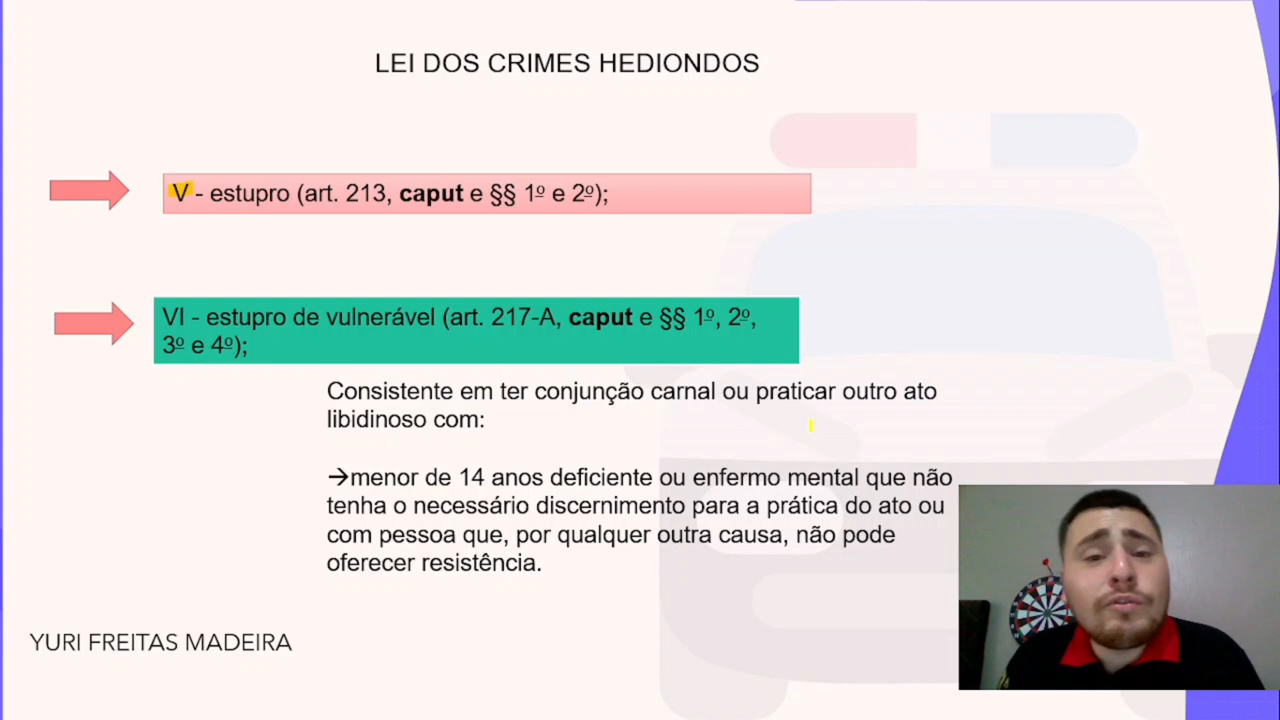 LEI DOS CRIMES HEDIONDOS
V - estupro (art. 213, caput e §§ 1º e 2º);
VI - estupro de vulnerável (art. 217-A, caput e §§ 1º, 2º,
3º e 4º);
Consistente em ter conjunção carnal ou praticar outro ato
libidinoso com:
→menor de 14 anos deficiente ou enfermo mental que não
tenha o necessário discernimento para a prática do ato ou
com pessoa que, por qualquer outra causa, não pode
oferecer resistência.
YURI FREITAS MADEIRA